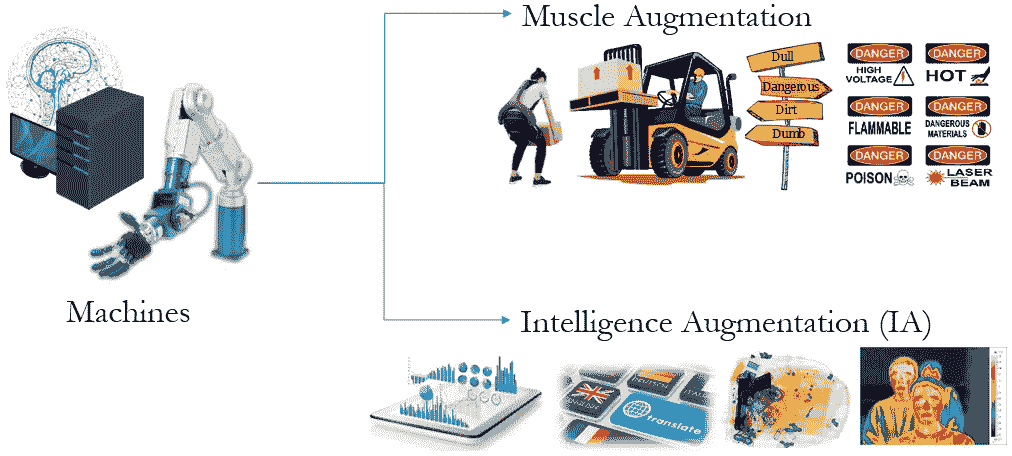 Muscle Augmentation
Dull
Dangerous
Dirt
Dumb
DANGER
HIGH
VOLTAGE
DANGER
HOT
DANGER
FLAMMABLE
DANGER
DANGEROUS
MATERIALS
DANGER
POISON
DANGER
LASER
BEAM
Machines
Intelligence Augmentation (IA)
ENGLISH
translate